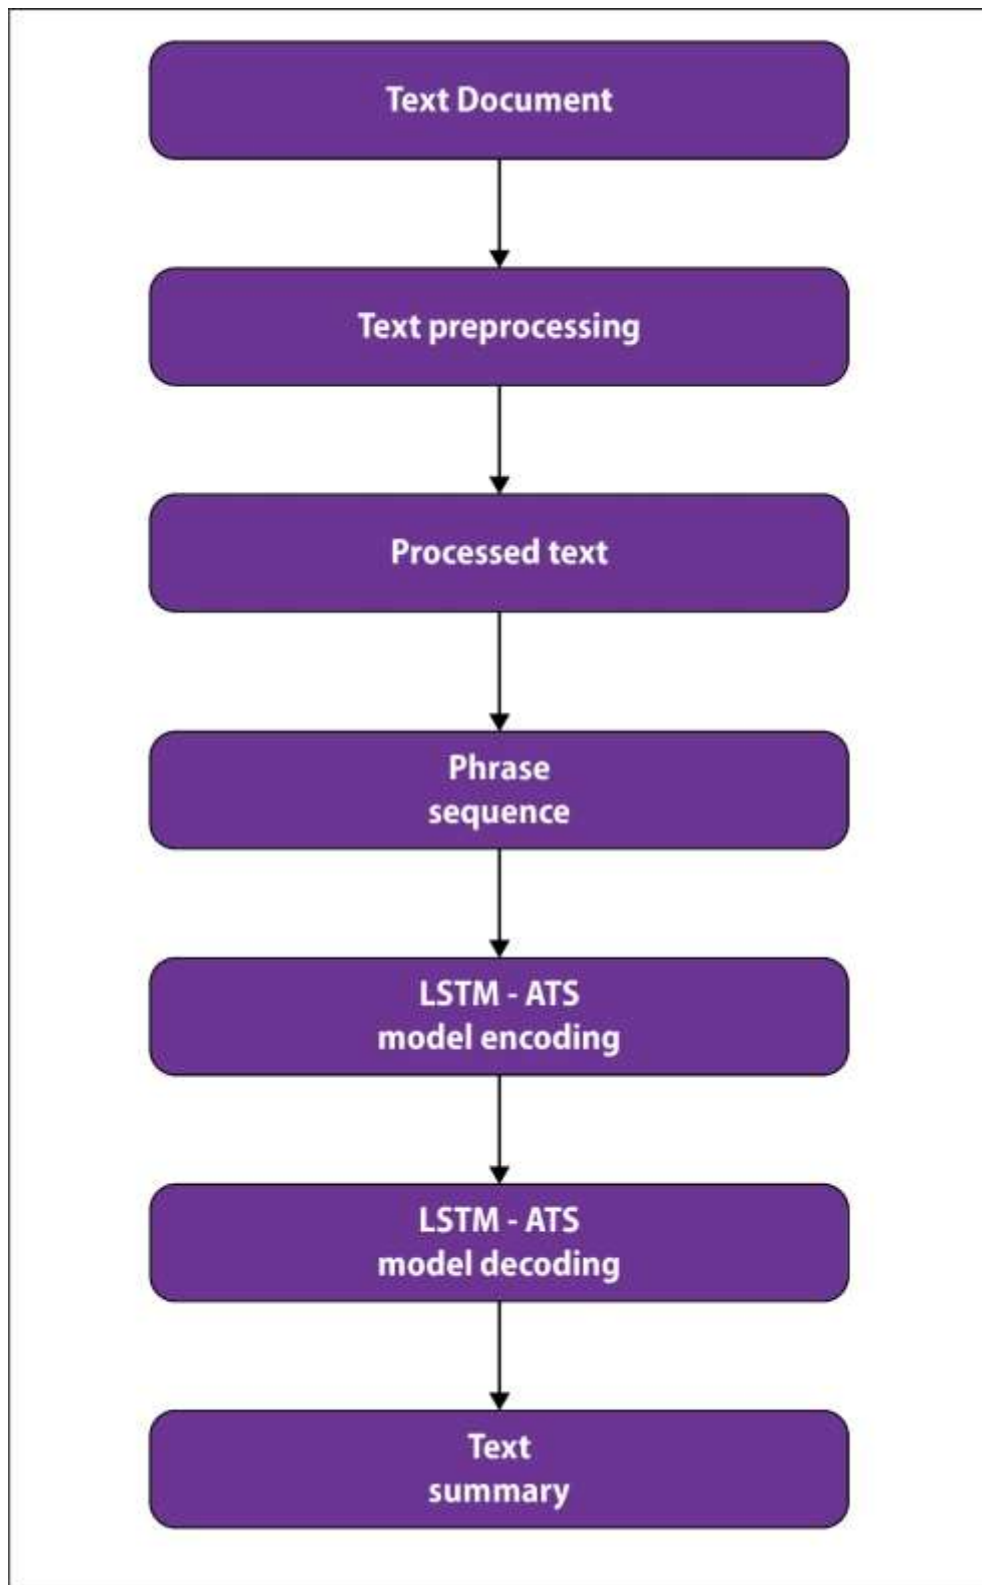 Text Document
Text preprocessing
Processed text
Phrase
sequence
LSTM - ATS
model encoding
LSTM - ATS
model decoding
Text
summary